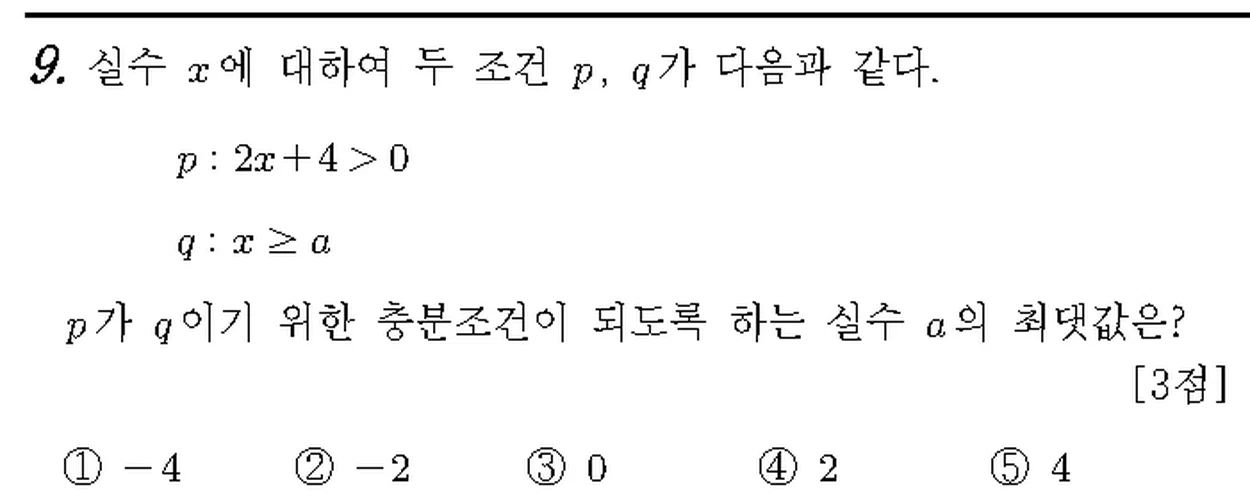 9. 실수 x에 대하여 두 조건 p, q가 다음과 같다.
p : 2x+4 > 0
q : x ≥ a
p가 q이기 위한 충분조건이 되도록 하는 실수 a의 최댓값은?
[3점]
① -4 ② -2 ③ 0 ④ 2 ⑤ 4